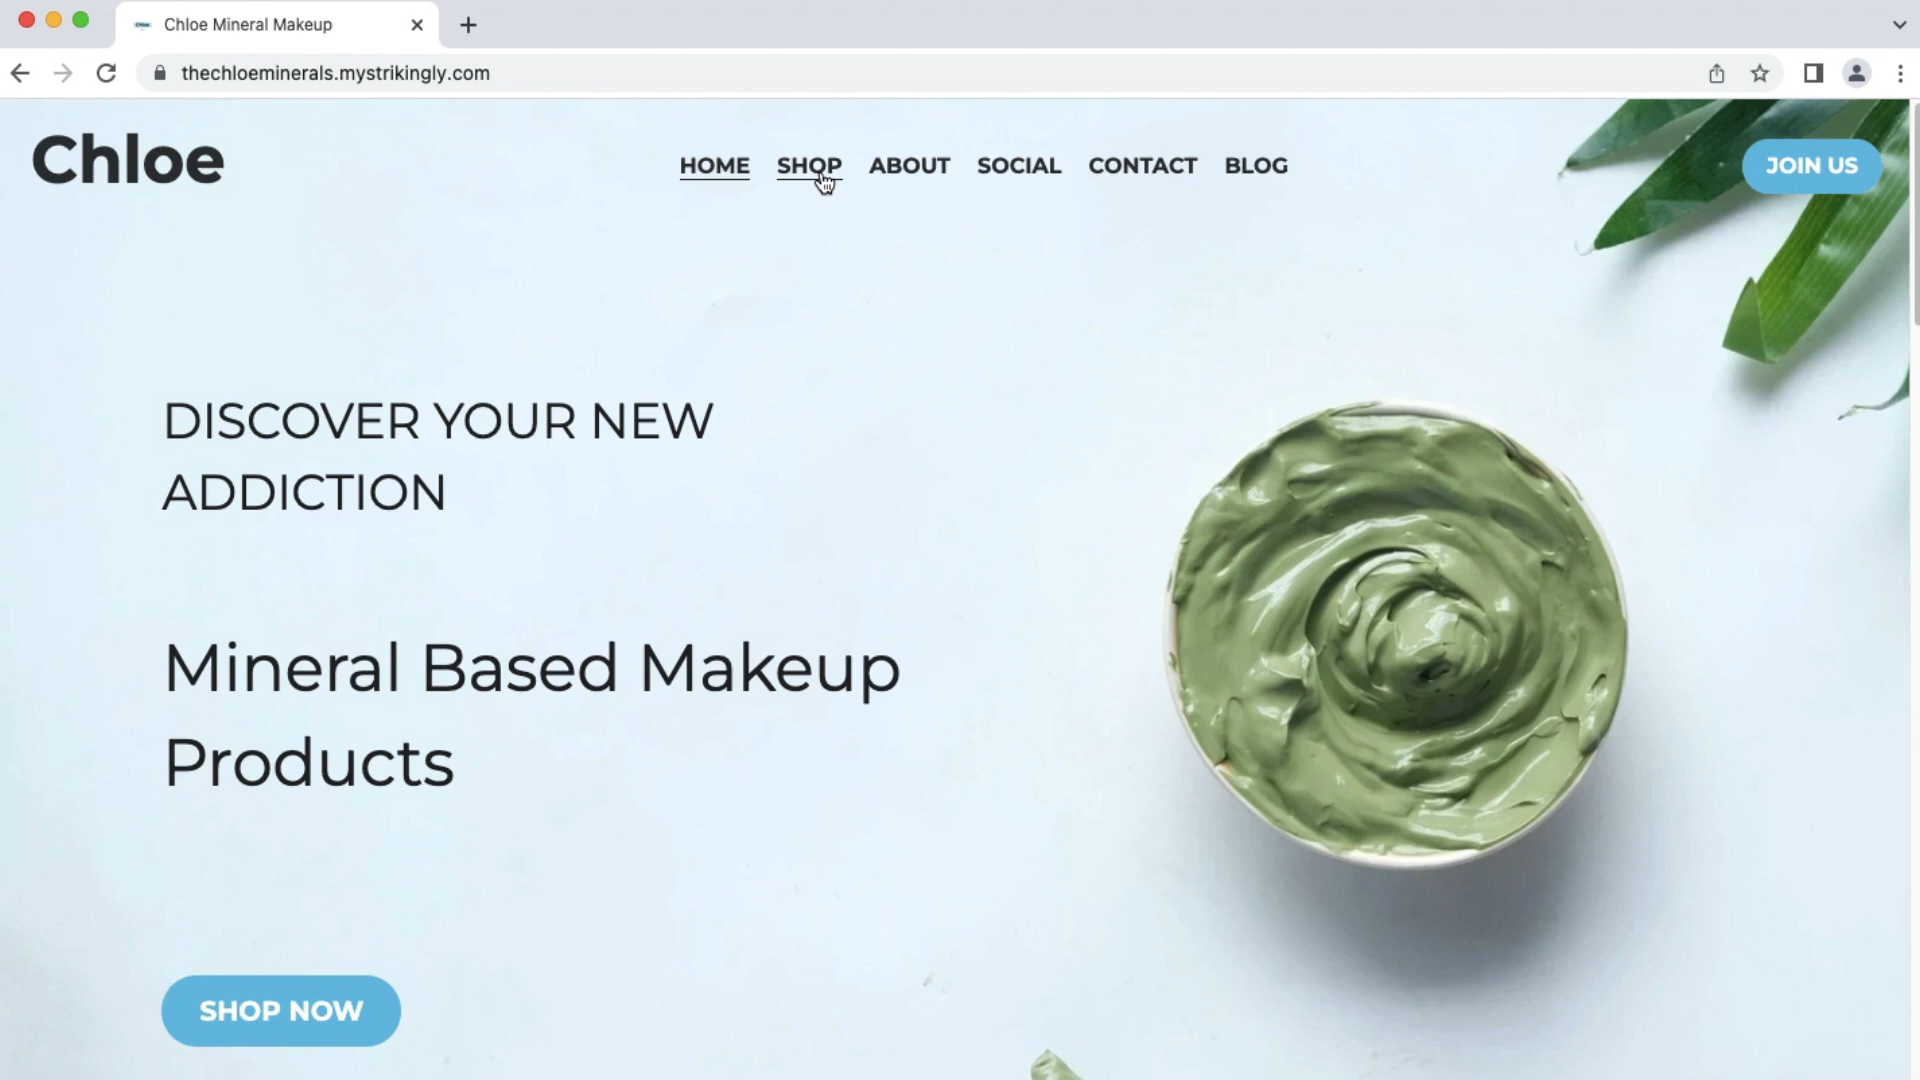 Chloe Mineral Makeup
thechloeminerals.mystrikingly.com
Chloe
HOME SHOP ABOUT SOCIAL CONTACT BLOG
JOIN US
DISCOVER YOUR NEW
ADDICTION
Mineral Based Makeup
Products
SHOP NOW